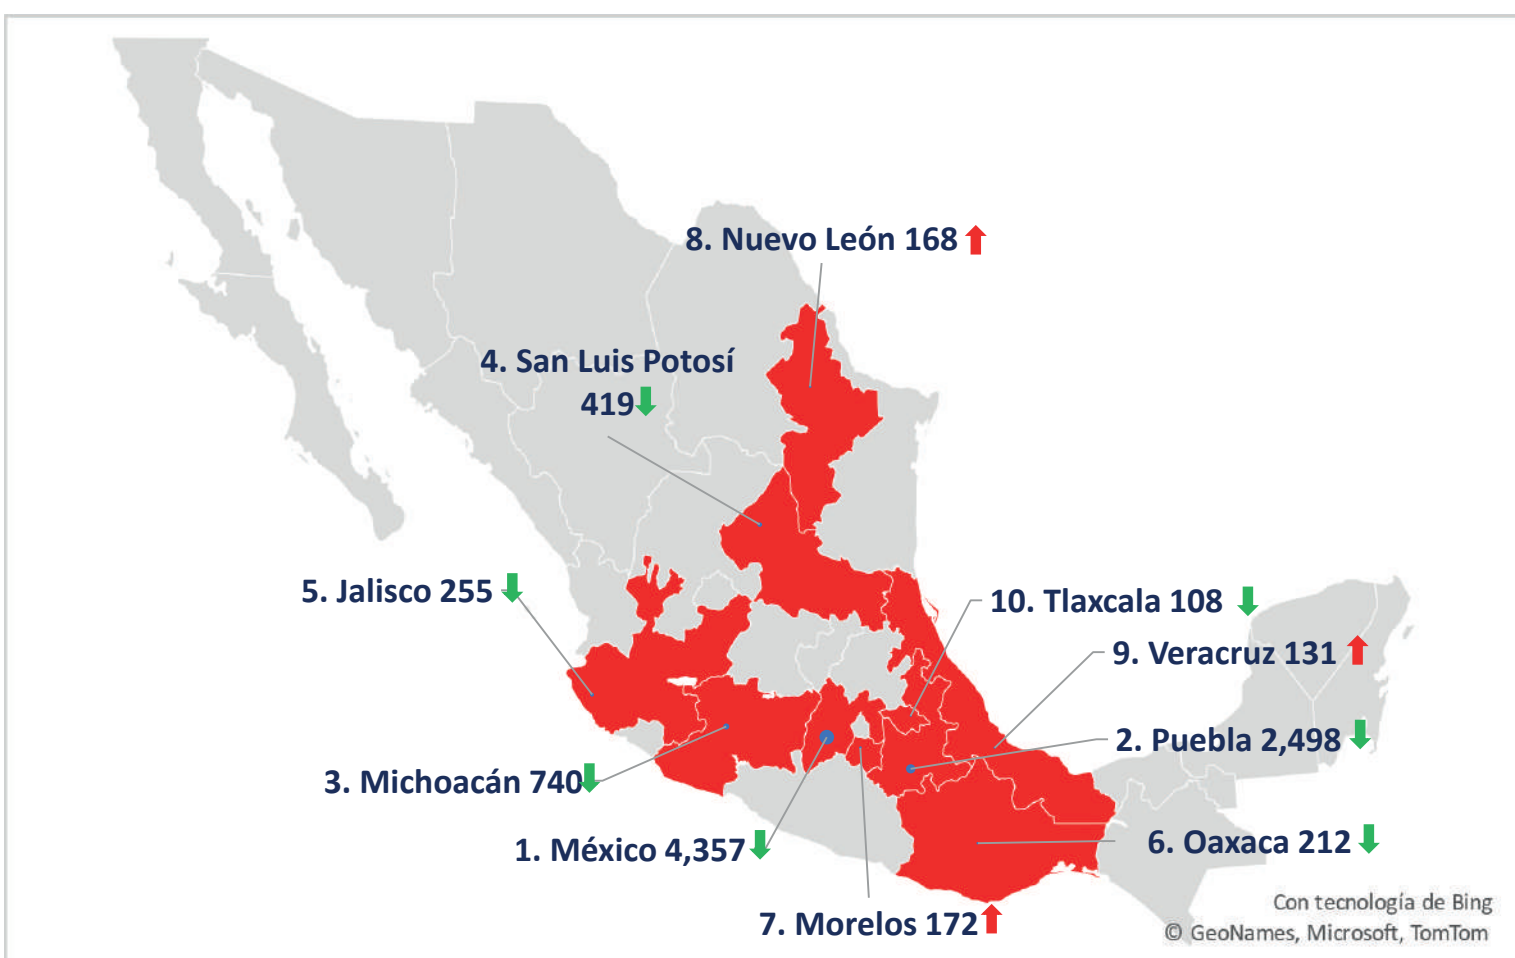 8. Nuevo León 168
4. San Luis Potosí
419
5. Jalisco 255
10. Tlaxcala 108
9. Veracruz 131
2. Puebla 2,498
3. Michoacán 740
1. México 4,357
6. Oaxaca 212
7. Morelos 172
Con tecnología de Bing
© GeoNames, Microsoft, TomTom